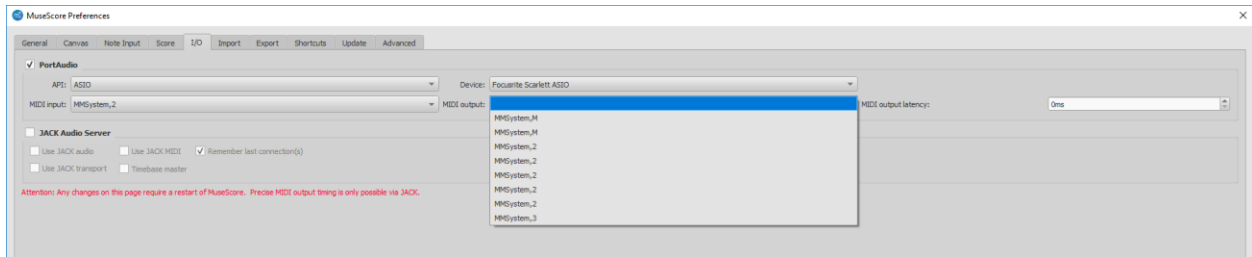 MuseScore Preferences
General Canvas Note Input Score I/O Import Export Shortcuts Update Advanced
PortAudio
API: ASIO Device: Focusrite Scarlett ASIO
MIDI input: MMSystem,2 MIDI output: MIDI output latency: 0ms
MMSystem,M
MMSystem,M
MMSystem,2
MMSystem,2
MMSystem,2
MMSystem,2
MMSystem,2
MMSystem,3
JACK Audio Server
Use JACK audio Use JACK MIDI Remember last connection(s)
Use JACK transport Timebase master
Attention: Any changes on this page require a restart of MuseScore. Precise MIDI output timing is only possible via JACK.